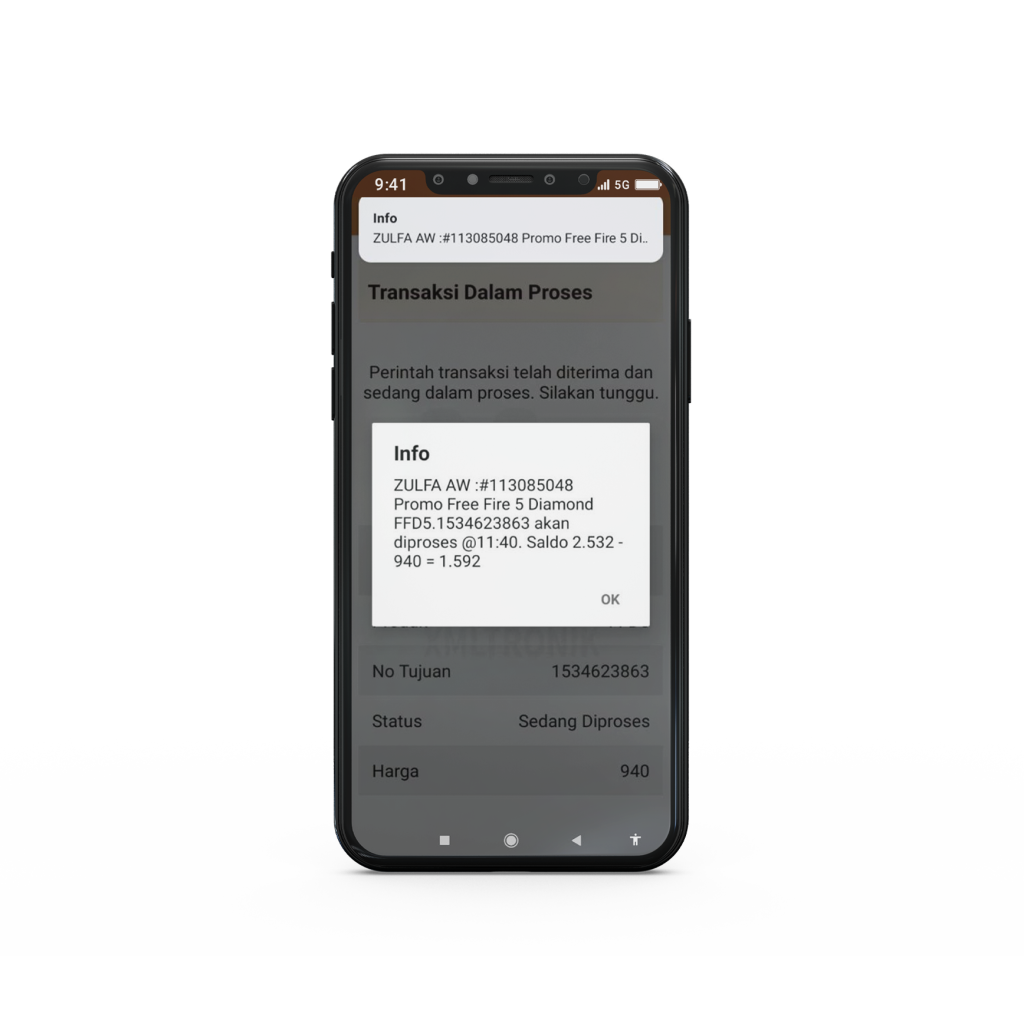 9:41
5G
Info
ZULFA AW :#113085048 Promo Free Fire 5 Di..
Transaksi Dalam Proses
Perintah transaksi telah diterima dan
sedang dalam proses. Silakan tunggu.
Info
ZULFA AW :#113085048
Promo Free Fire 5 Diamond
FFD5.1534623863 akan
diproses @11:40. Saldo 2.532 -
940 = 1.592
OK
XMLTRONIK
No Tujuan 1534623863
Status Sedang Diproses
Harga 940